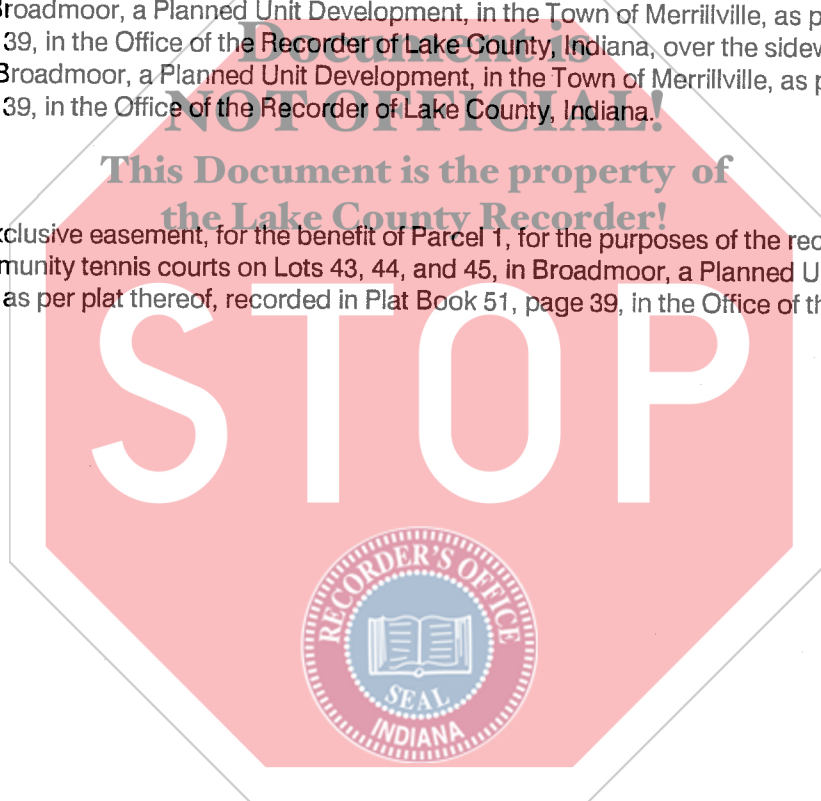 Broadmoor, a Planned Unit Development, in the Town of Merrillville, as p
39, in the Office of the Recorder of Lake County, Indiana, over the sidew
Document is
Broadmoor, a Planned Unit Development, in the Town of Merrillville, as p
39, in the Office of the Recorder of Lake County, Indiana.
NOT OFFICIAL!
This Document is the property of
the Lake County Recorder!
xclusive easement, for the benefit of Parcel 1, for the purposes of the rec
munity tennis courts on Lots 43, 44, and 45, in Broadmoor, a Planned U
as per plat thereof, recorded in Plat Book 51, page 39, in the Office of th
STOP
RECORDER'S OFFICE
SEAL
INDIANA